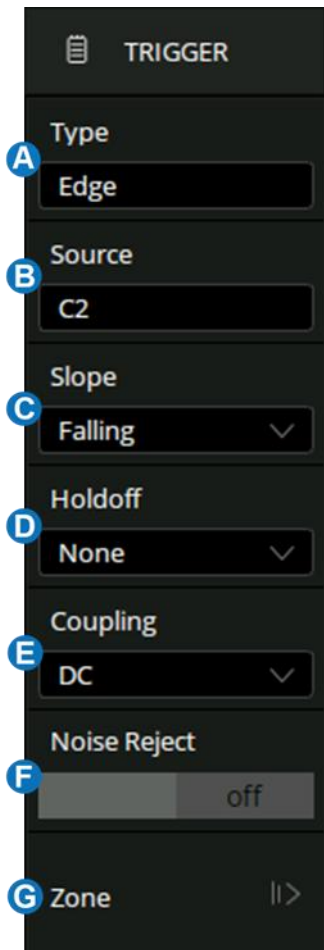 TRIGGER
Type
A
Edge
Source
B
C2
Slope
C
Falling
Holdoff
D
None
Coupling
E
DC
Noise Reject
F
off
G Zone